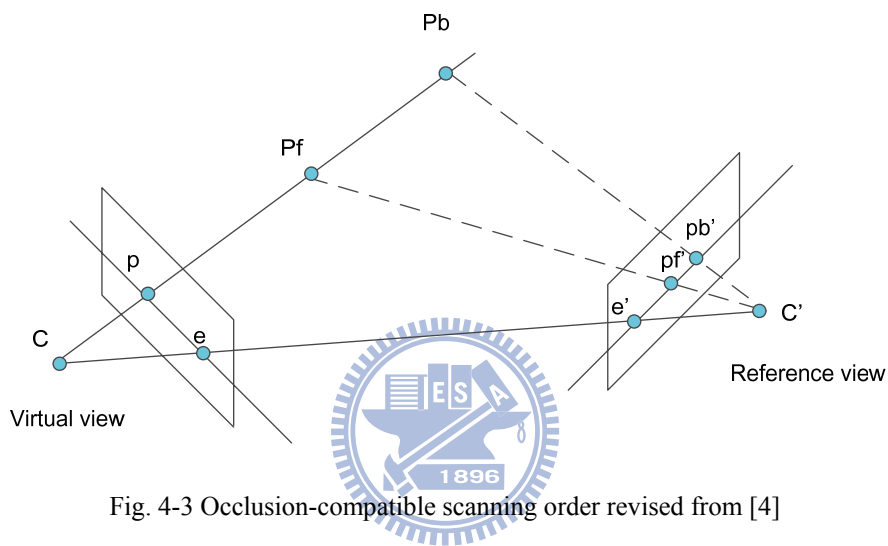 Pb
Pf
pb’
p
pf’
e’
C’
C
e
Reference view
Virtual view
E S A
1896
Fig. 4-3 Occlusion-compatible scanning order revised from [4]